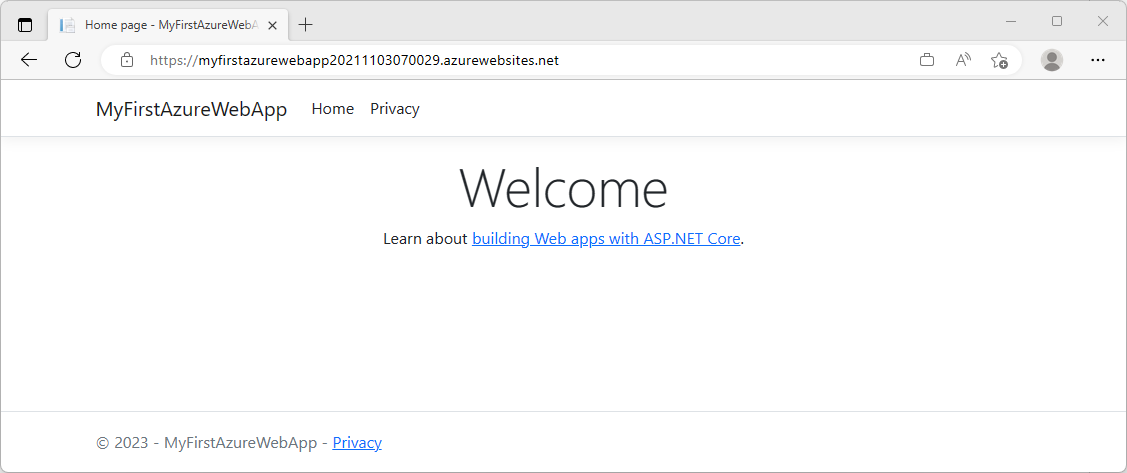 Home page - MyFirstAzureWebA
https://myfirstazurewebapp20211103070029.azurewebsites.net
MyFirstAzureWebApp Home Privacy
Welcome
Learn about building Web apps with ASP.NET Core.
© 2023 - MyFirstAzureWebApp - Privacy